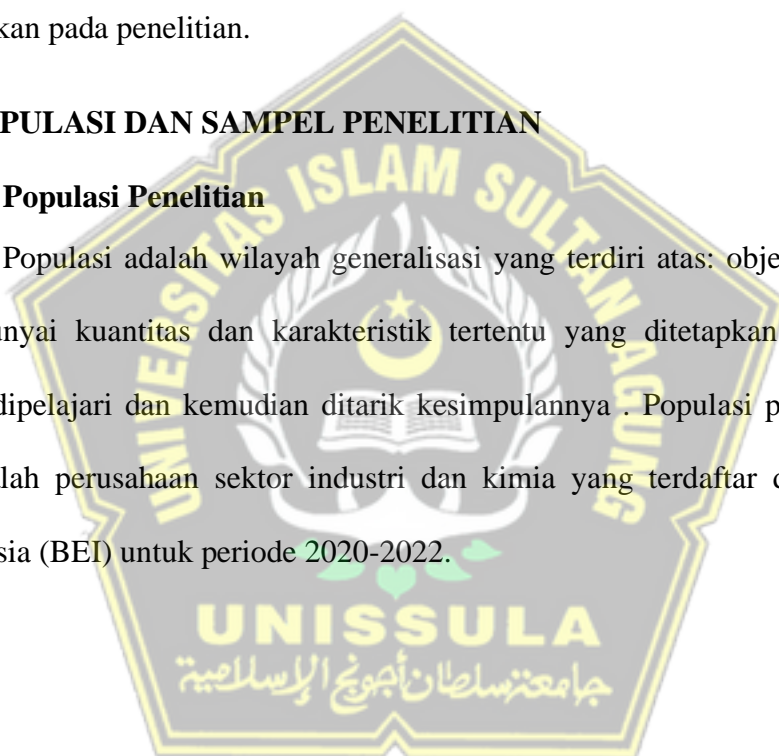 kan pada penelitian.
PULASI DAN SAMPEL PENELITIAN
Populasi Penelitian
Populasi adalah wilayah generalisasi yang terdiri atas: obje
nyai kuantitas dan karakteristik tertentu yang ditetapkan
dipelajari dan kemudian ditarik kesimpulannya . Populasi p
lah perusahaan sektor industri dan kimia yang terdaftar d
sia (BEI) untuk periode 2020-2022.
UNIVERSITAS ISLAM SULTAN AGUNG
UNISSULA
جامعة سلطان أجونج الإسلامية